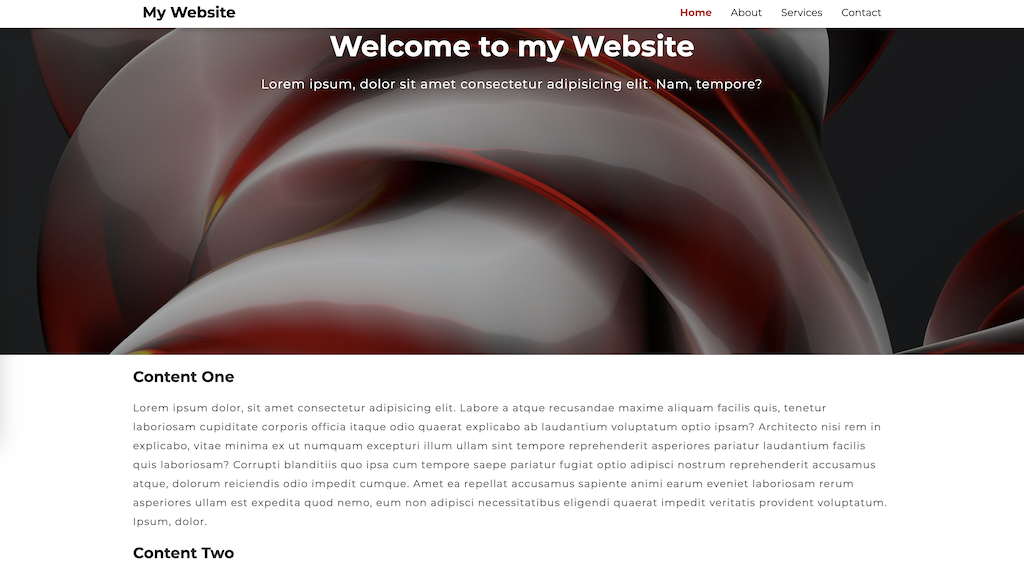 My Website
Home About Services Contact
Welcome to my Website
Lorem ipsum, dolor sit amet consectetur adipisicing elit. Nam, tempore?
Content One
Lorem ipsum dolor, sit amet consectetur adipisicing elit. Labore a atque recusandae maxime aliquam facilis quis, tenetur
laboriosam cupiditate corporis officia itaque odio quaerat explicabo ab laudantium voluptatum optio ipsam? Architecto nisi rem in
explicabo, vitae minima ex ut numquam excepturi illum ullam sint tempore reprehenderit asperiores pariatur laudantium facilis
quis laboriosam? Corrupti blanditiis quo ipsa cum tempore saepe pariatur fugiat optio adipisci nostrum reprehenderit accusamus
atque, dolorum reiciendis odio impedit cumque. Amet ea repellat accusamus sapiente animi earum eveniet laboriosam rerum
asperiores ullam est expedita quod nemo, eum non adipisci necessitatibus eligendi quaerat impedit veritatis provident voluptatum.
Ipsum, dolor.
Content Two